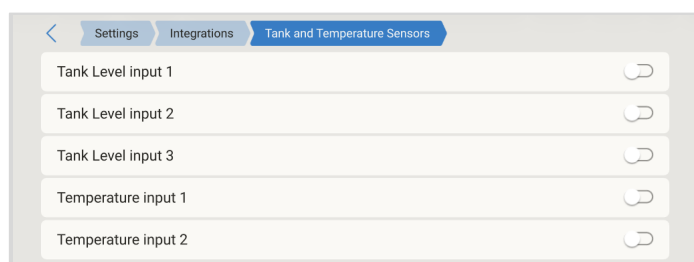 Settings Integrations Tank and Temperature Sensors
Tank Level input 1
Tank Level input 2
Tank Level input 3
Temperature input 1
Temperature input 2